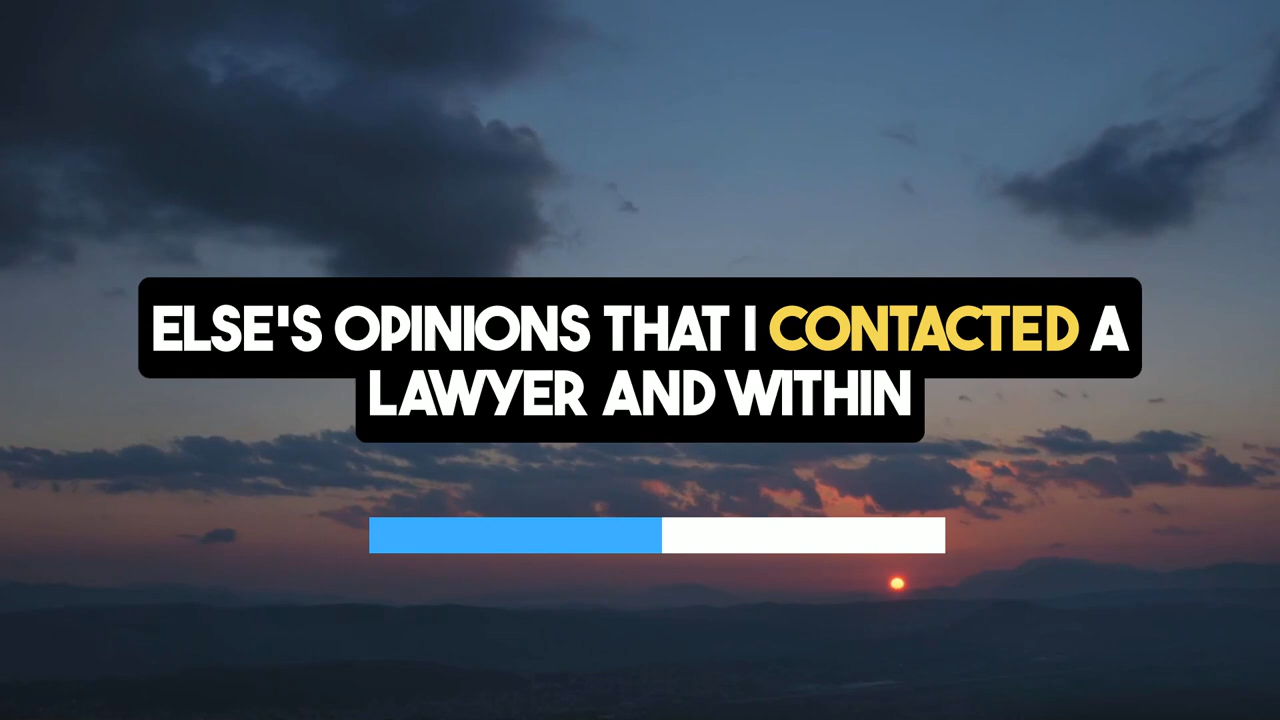 ELSE'S OPINIONS THAT I CONTACTED A
LAWYER AND WITHIN